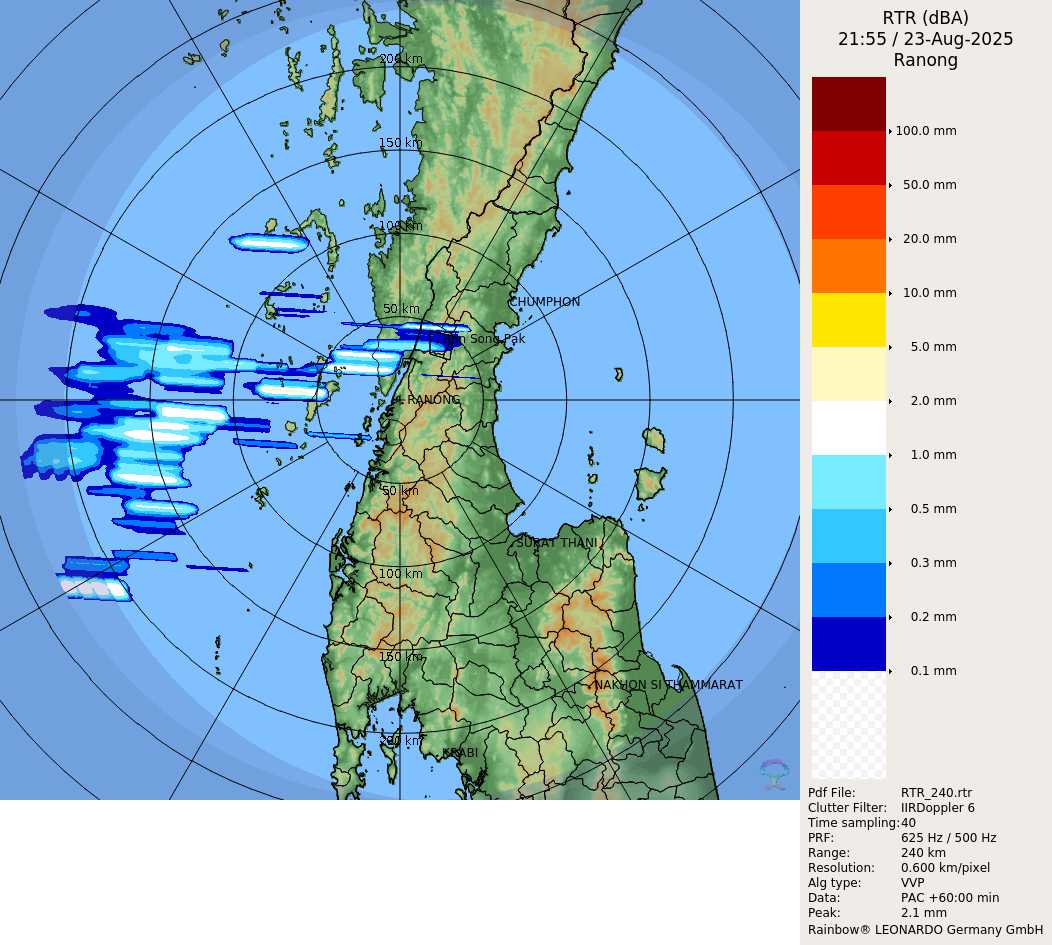 RTR (dBA)
21:55 / 23-Aug-2025
Ranong
200 km
150 km
100 km
50 km
CHUMPHON
Song Pak
RANONG
50 km
SURAT THANI
100 km
150 km
NAKHON SI THAMMARAT
200 km
KRABI
100.0 mm
50.0 mm
20.0 mm
10.0 mm
5.0 mm
2.0 mm
1.0 mm
0.5 mm
0.3 mm
0.2 mm
0.1 mm
Pdf File: RTR_240.rtr
Clutter Filter: IIRDoppler 6
Time sampling:40
PRF: 625 Hz / 500 Hz
Range: 240 km
Resolution: 0.600 km/pixel
Alg type: VVP
Data: PAC +60:00 min
Peak: 2.1 mm
Rainbow® LEONARDO Germany GmbH